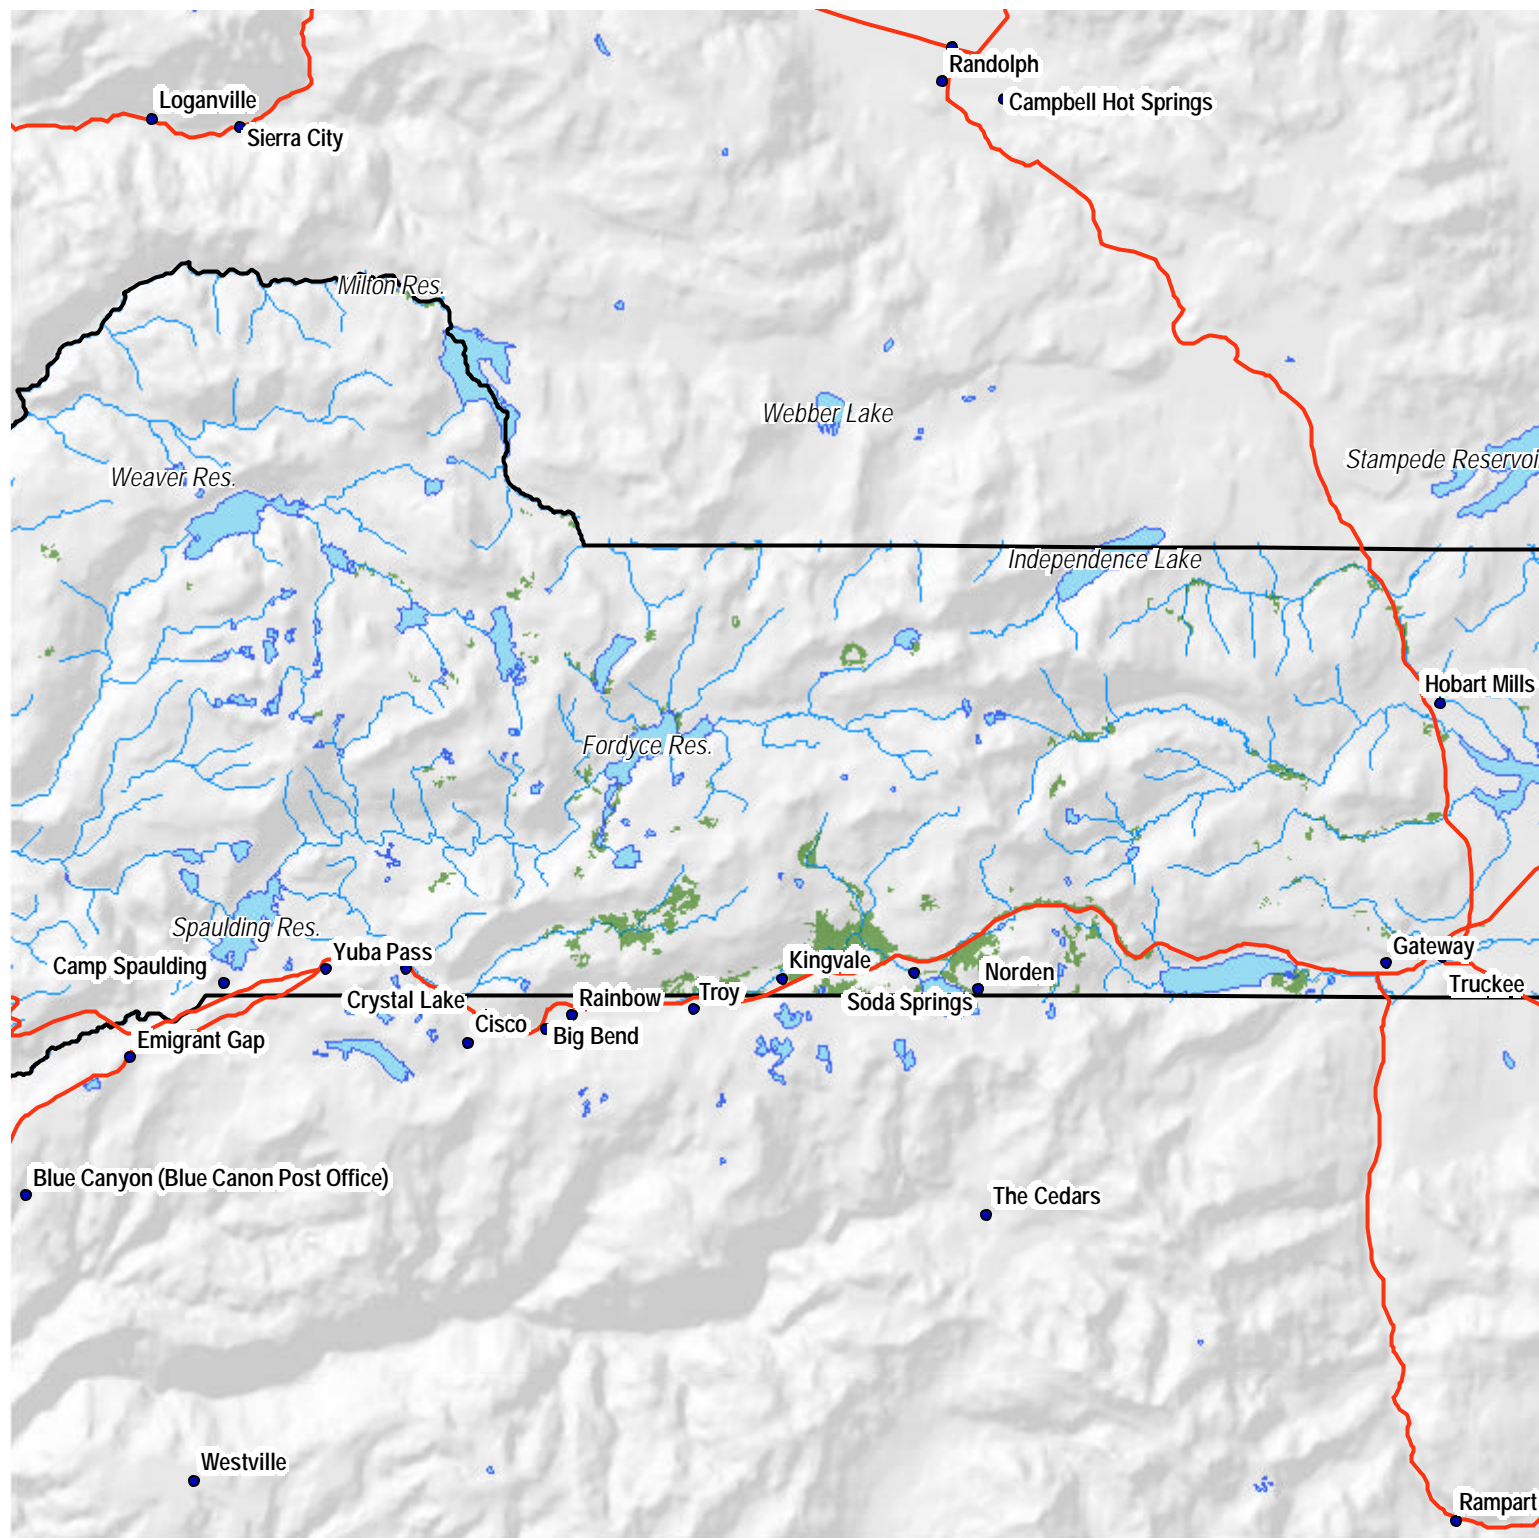 Randolph
Loganville
Campbell Hot Springs
Sierra City
Milton Res.
Webber Lake
Stampede Reservoi
Weaver Res.
Independence Lake
Hobart Mills
Fordyce Res.
Spaulding Res.
Yuba Pass
Gateway
Camp Spaulding
Kingvale
Norden
Truckee
Crystal Lake
Rainbow
Troy
Soda Springs
Cisco
Big Bend
Emigrant Gap
Blue Canyon (Blue Canon Post Office)
The Cedars
Westville
Rampart